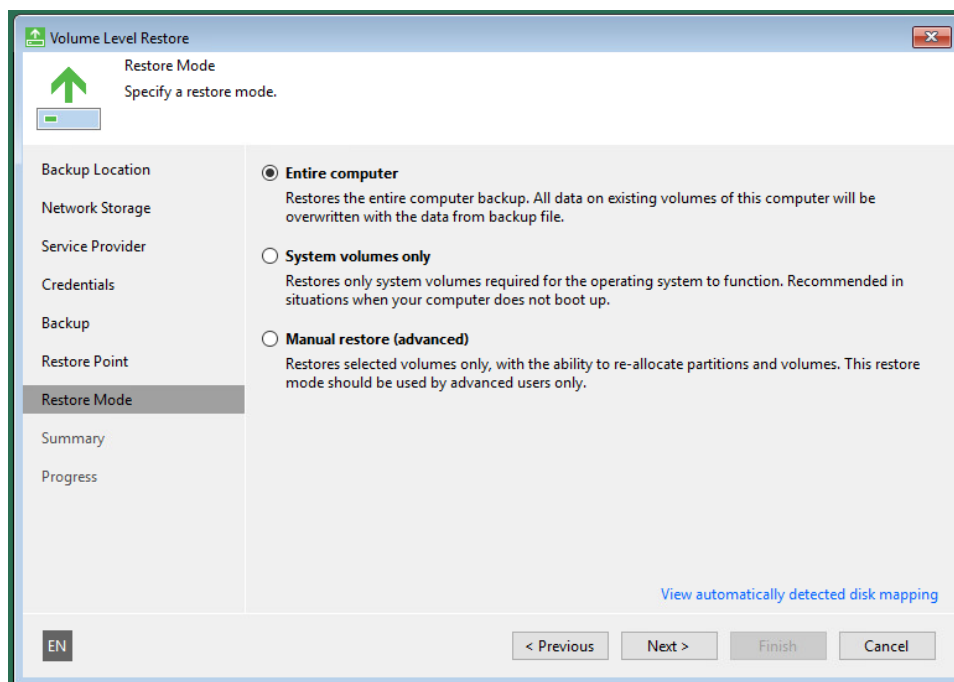 Volume Level Restore
Restore Mode
Specify a restore mode.
Backup Location
Network Storage
Service Provider
Credentials
Backup
Restore Point
Restore Mode
Summary
Progress
Entire computer
Restores the entire computer backup. All data on existing volumes of this computer will be
overwritten with the data from backup file.
System volumes only
Restores only system volumes required for the operating system to function. Recommended in
situations when your computer does not boot up.
Manual restore (advanced)
Restores selected volumes only, with the ability to re-allocate partitions and volumes. This restore
mode should be used by advanced users only.
View automatically detected disk mapping
EN
< Previous
Next >
Finish
Cancel